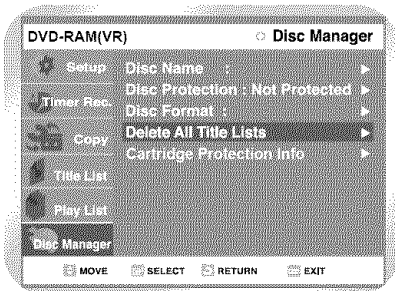 DVD-RAM(VR) Disc Manager
Setup
Timer Rec.
Copy
Title List
Play List
Disc Manager
Disc Name :
Disc Protection : Not Protected
Disc Format :
Delete All Title Lists
Cartridge Protection Info
MOVE SELECT RETURN EXIT